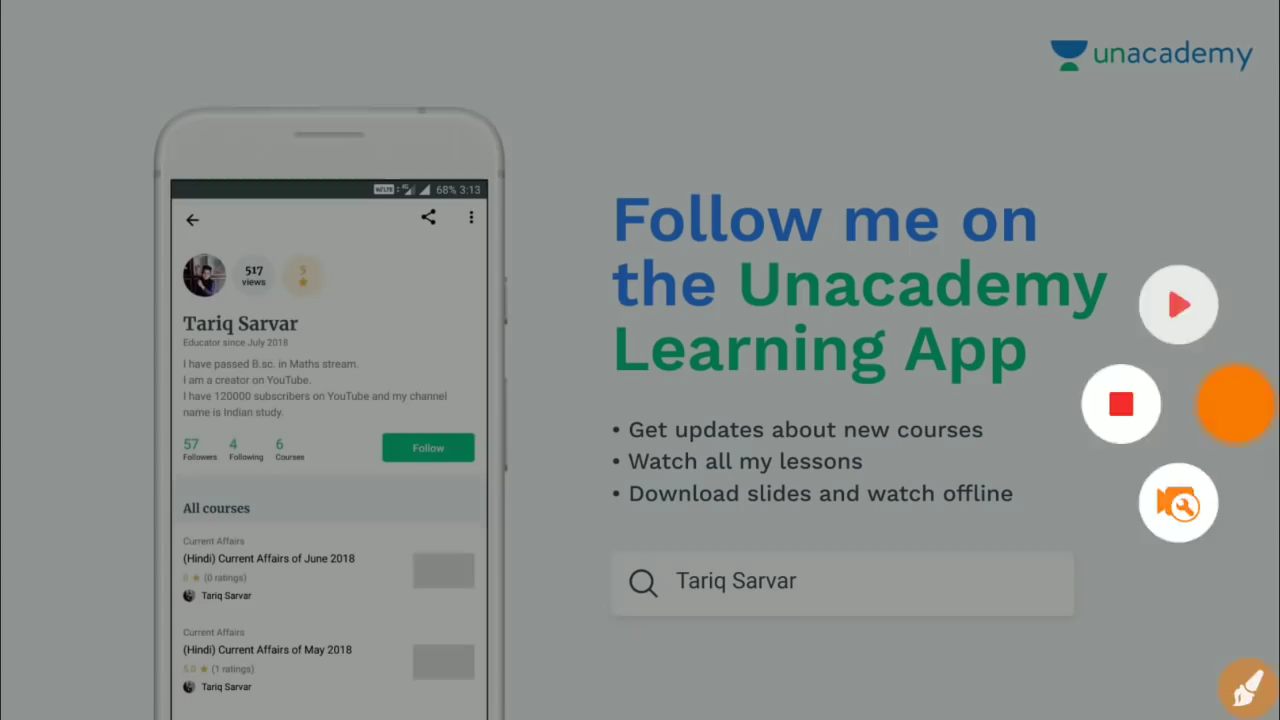 unacademy
VoLTE 4G 68% 3:13
517
views
5
Tariq Sarvar
Educator since July 2018
I have passed B.sc. in Maths stream.
I am a creator on YouTube.
I have 120000 subscribers on YouTube and my channel
name is Indian study.
57 4 6
Followers Following Courses
Follow
All courses
Current Affairs
(Hindi) Current Affairs of June 2018
(0 ratings)
Tariq Sarvar
Current Affairs
(Hindi) Current Affairs of May 2018
5.0 ★ (1 ratings)
Tariq Sarvar
Follow me on
the Unacademy
Learning App
• Get updates about new courses
• Watch all my lessons
• Download slides and watch offline
Tariq Sarvar